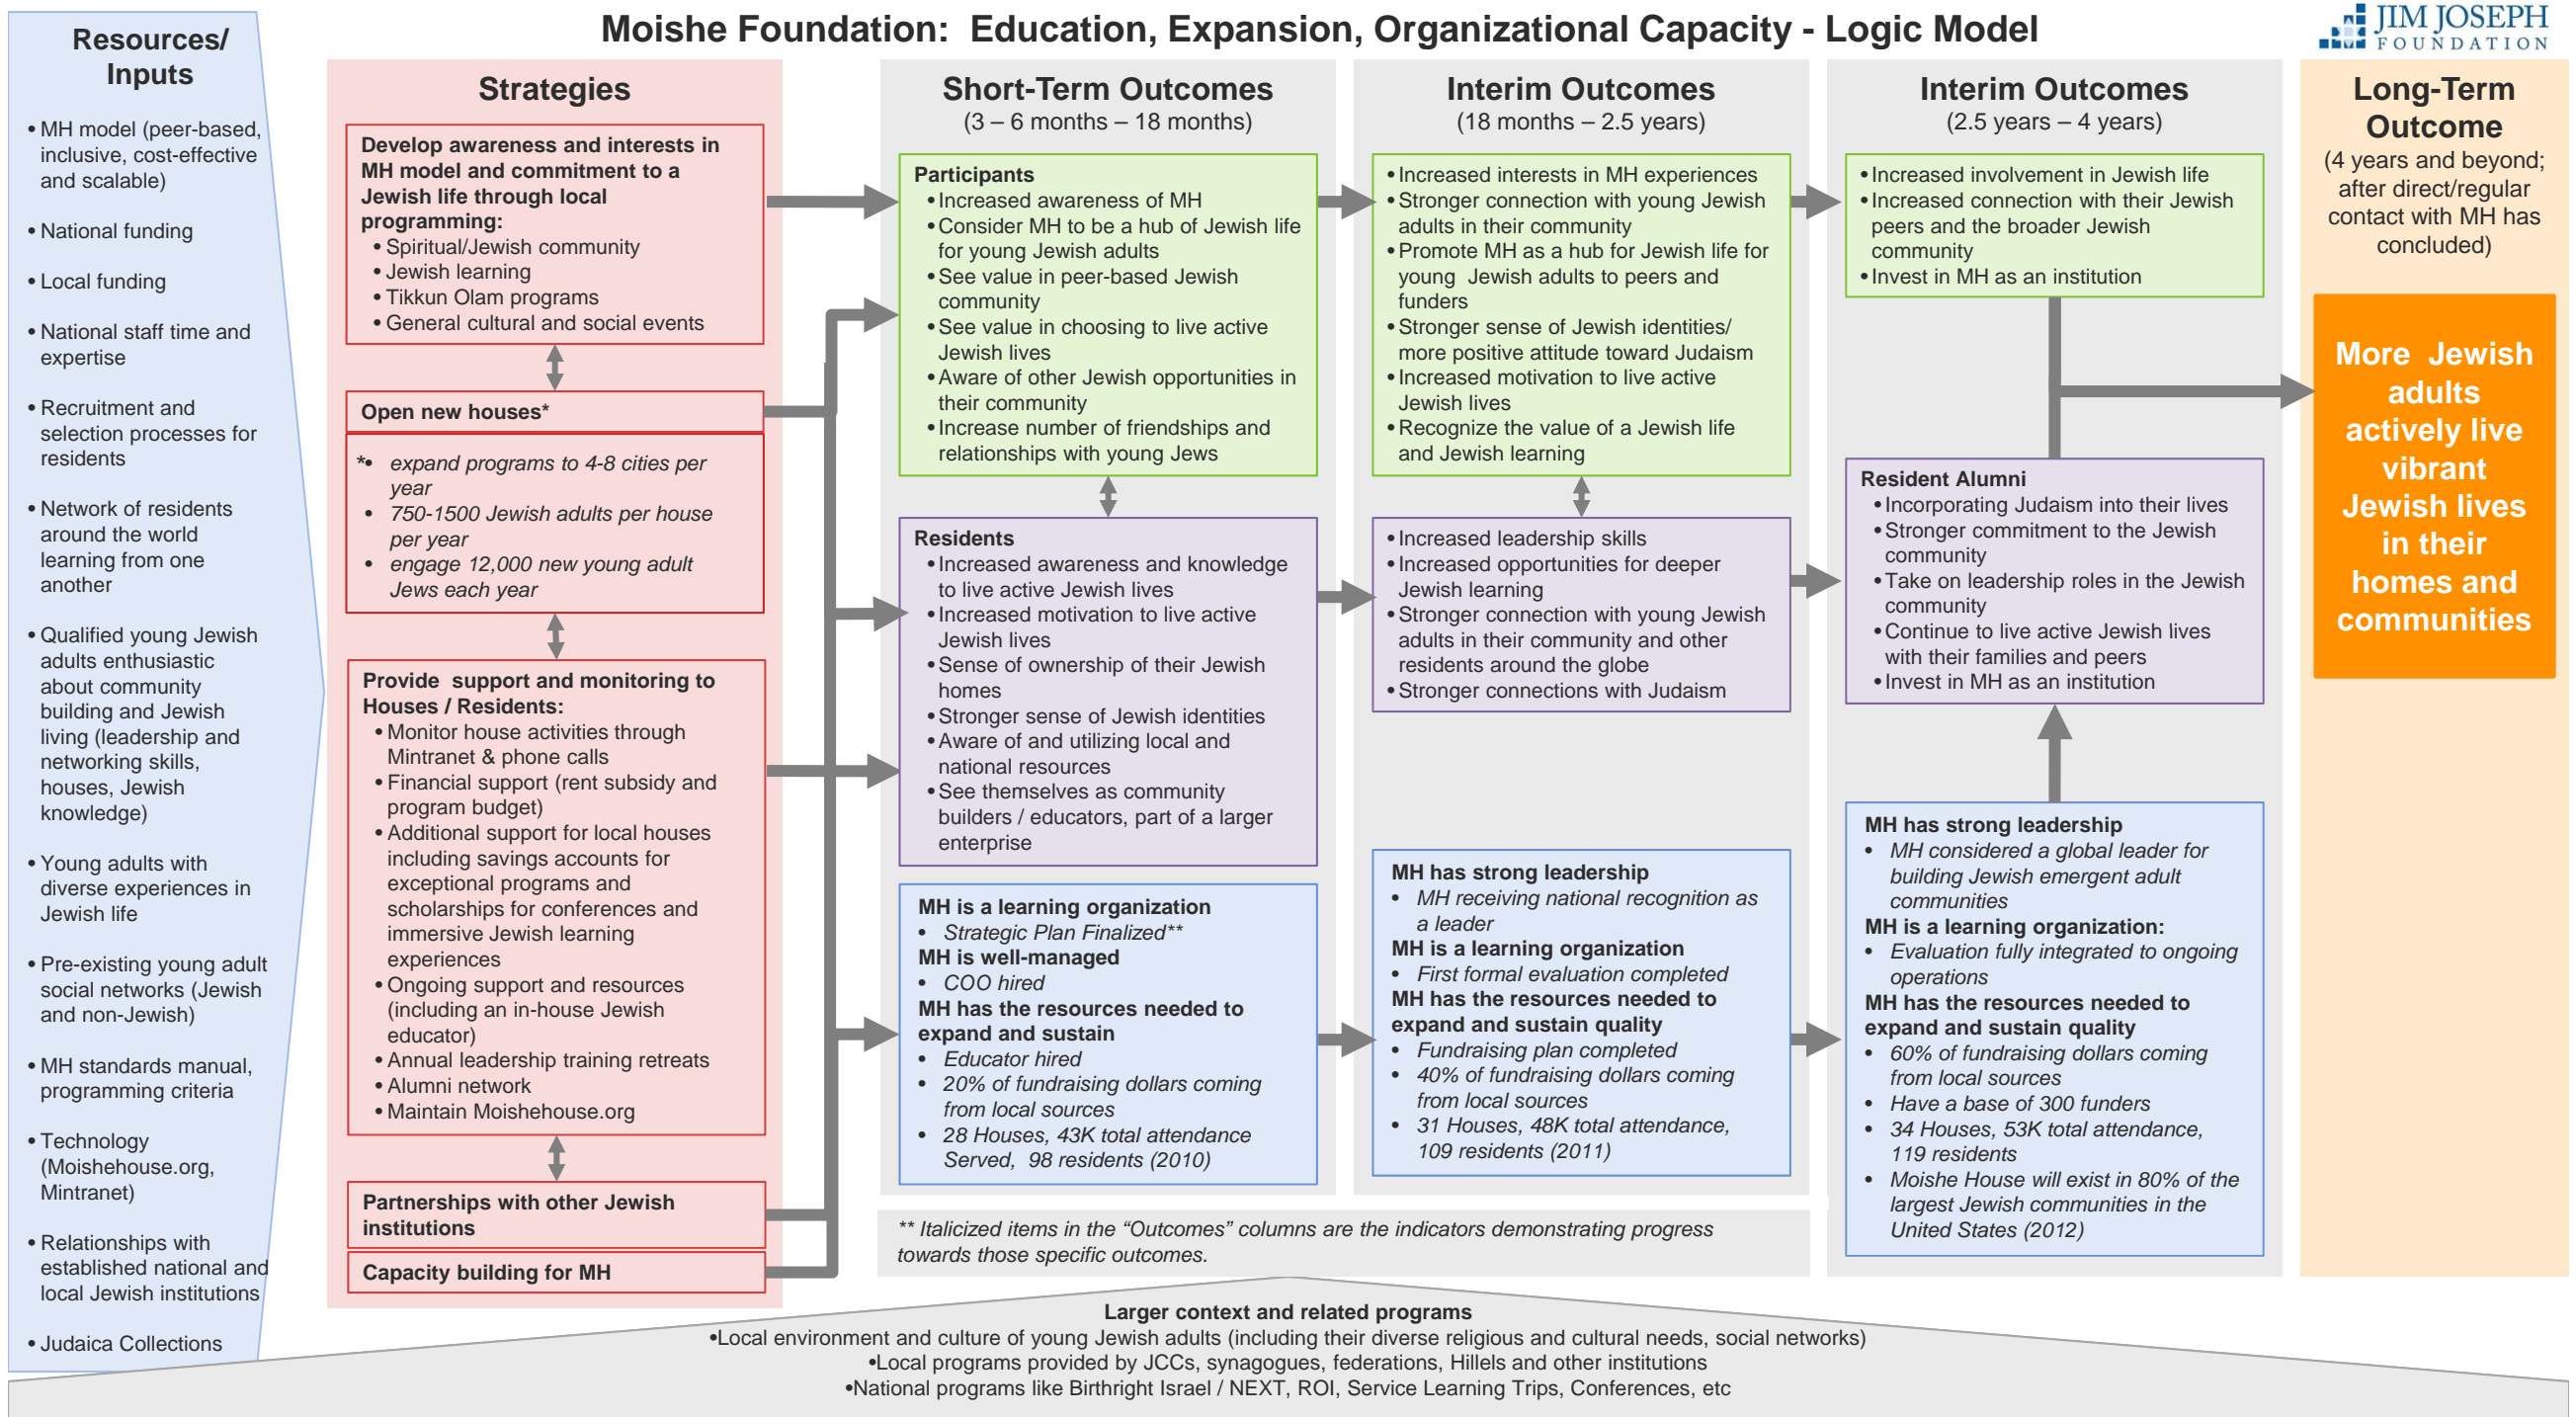 Moishe Foundation:  Education, Expansion, Organizational Capacity - Logic Model
JIM JOSEPH
FOUNDATION
Resources/
Inputs
• MH model (peer-based,
inclusive, cost-effective
and scalable)
• National funding
• Local funding
• National staff time and
expertise
• Recruitment and
selection processes for
residents
• Network of residents
around the world
learning from one
another
• Qualified young Jewish
adults enthusiastic
about community
building and Jewish
living (leadership and
networking skills,
houses, Jewish
knowledge)
• Young adults with
diverse experiences in
Jewish life
• Pre-existing young adult
social networks (Jewish
and non-Jewish)
• MH standards manual,
programming criteria
• Technology
(Moishehouse.org,
Mintranet)
• Relationships with
established national and
local Jewish institutions
• Judaica Collections
Strategies
Develop awareness and interests in
MH model and commitment to a
Jewish life through local
programming:
• Spiritual/Jewish community
• Jewish learning
• Tikkun Olam programs
• General cultural and social events
Open new houses*
*• expand programs to 4-8 cities per
year
• 750-1500 Jewish adults per house
per year
• engage 12,000 new young adult
Jews each year
Provide  support and monitoring to
Houses / Residents:
• Monitor house activities through
Mintranet & phone calls
• Financial support (rent subsidy and
program budget)
• Additional support for local houses
including savings accounts for
exceptional programs and
scholarships for conferences and
immersive Jewish learning
experiences
• Ongoing support and resources
(including an in-house Jewish
educator)
• Annual leadership training retreats
• Alumni network
• Maintain Moishehouse.org
Partnerships with other Jewish
institutions
Capacity building for MH
Short-Term Outcomes
(3 – 6 months – 18 months)
Participants
• Increased awareness of MH
• Consider MH to be a hub of Jewish life
for young Jewish adults
• See value in peer-based Jewish
community
• See value in choosing to live active
Jewish lives
• Aware of other Jewish opportunities in
their community
• Increase number of friendships and
relationships with young Jews
Residents
• Increased awareness and knowledge
to live active Jewish lives
• Increased motivation to live active
Jewish lives
• Sense of ownership of their Jewish
homes
• Stronger sense of Jewish identities
• Aware of and utilizing local and
national resources
• See themselves as community
builders / educators, part of a larger
enterprise
MH is a learning organization
• Strategic Plan Finalized**
MH is well-managed
• COO hired
MH has the resources needed to
expand and sustain
• Educator hired
• 20% of fundraising dollars coming
from local sources
• 28 Houses, 43K total attendance
Served,  98 residents (2010)
Interim Outcomes
(18 months – 2.5 years)
• Increased interests in MH experiences
• Stronger connection with young Jewish
adults in their community
• Promote MH as a hub for Jewish life for
young  Jewish adults to peers and
funders
• Stronger sense of Jewish identities/
more positive attitude toward Judaism
• Increased motivation to live active
Jewish lives
• Recognize the value of a Jewish life
and Jewish learning
• Increased leadership skills
• Increased opportunities for deeper
Jewish learning
• Stronger connection with young Jewish
adults in their community and other
residents around the globe
• Stronger connections with Judaism
MH has strong leadership
• MH receiving national recognition as
a leader
MH is a learning organization
• First formal evaluation completed
MH has the resources needed to
expand and sustain quality
• Fundraising plan completed
• 40% of fundraising dollars coming
from local sources
• 31 Houses, 48K total attendance,
109 residents (2011)
Interim Outcomes
(2.5 years – 4 years)
• Increased involvement in Jewish life
• Increased connection with their Jewish
peers and the broader Jewish
community
• Invest in MH as an institution
Resident Alumni
• Incorporating Judaism into their lives
• Stronger commitment to the Jewish
community
• Take on leadership roles in the Jewish
community
• Continue to live active Jewish lives
with their families and peers
• Invest in MH as an institution
MH has strong leadership
• MH considered a global leader for
building Jewish emergent adult
communities
MH is a learning organization:
• Evaluation fully integrated to ongoing
operations
MH has the resources needed to
expand and sustain quality
• 60% of fundraising dollars coming
from local sources
• Have a base of 300 funders
• 34 Houses, 53K total attendance,
119 residents
• Moishe House will exist in 80% of the
largest Jewish communities in the
United States (2012)
Long-Term
Outcome
(4 years and beyond;
after direct/regular
contact with MH has
concluded)
More  Jewish
adults
actively live
vibrant
Jewish lives
in their
homes and
communities
** Italicized items in the “Outcomes” columns are the indicators demonstrating progress
towards those specific outcomes.
Larger context and related programs
•Local environment and culture of young Jewish adults (including their diverse religious and cultural needs, social networks)
•Local programs provided by JCCs, synagogues, federations, Hillels and other institutions
•National programs like Birthright Israel / NEXT, ROI, Service Learning Trips, Conferences, etc